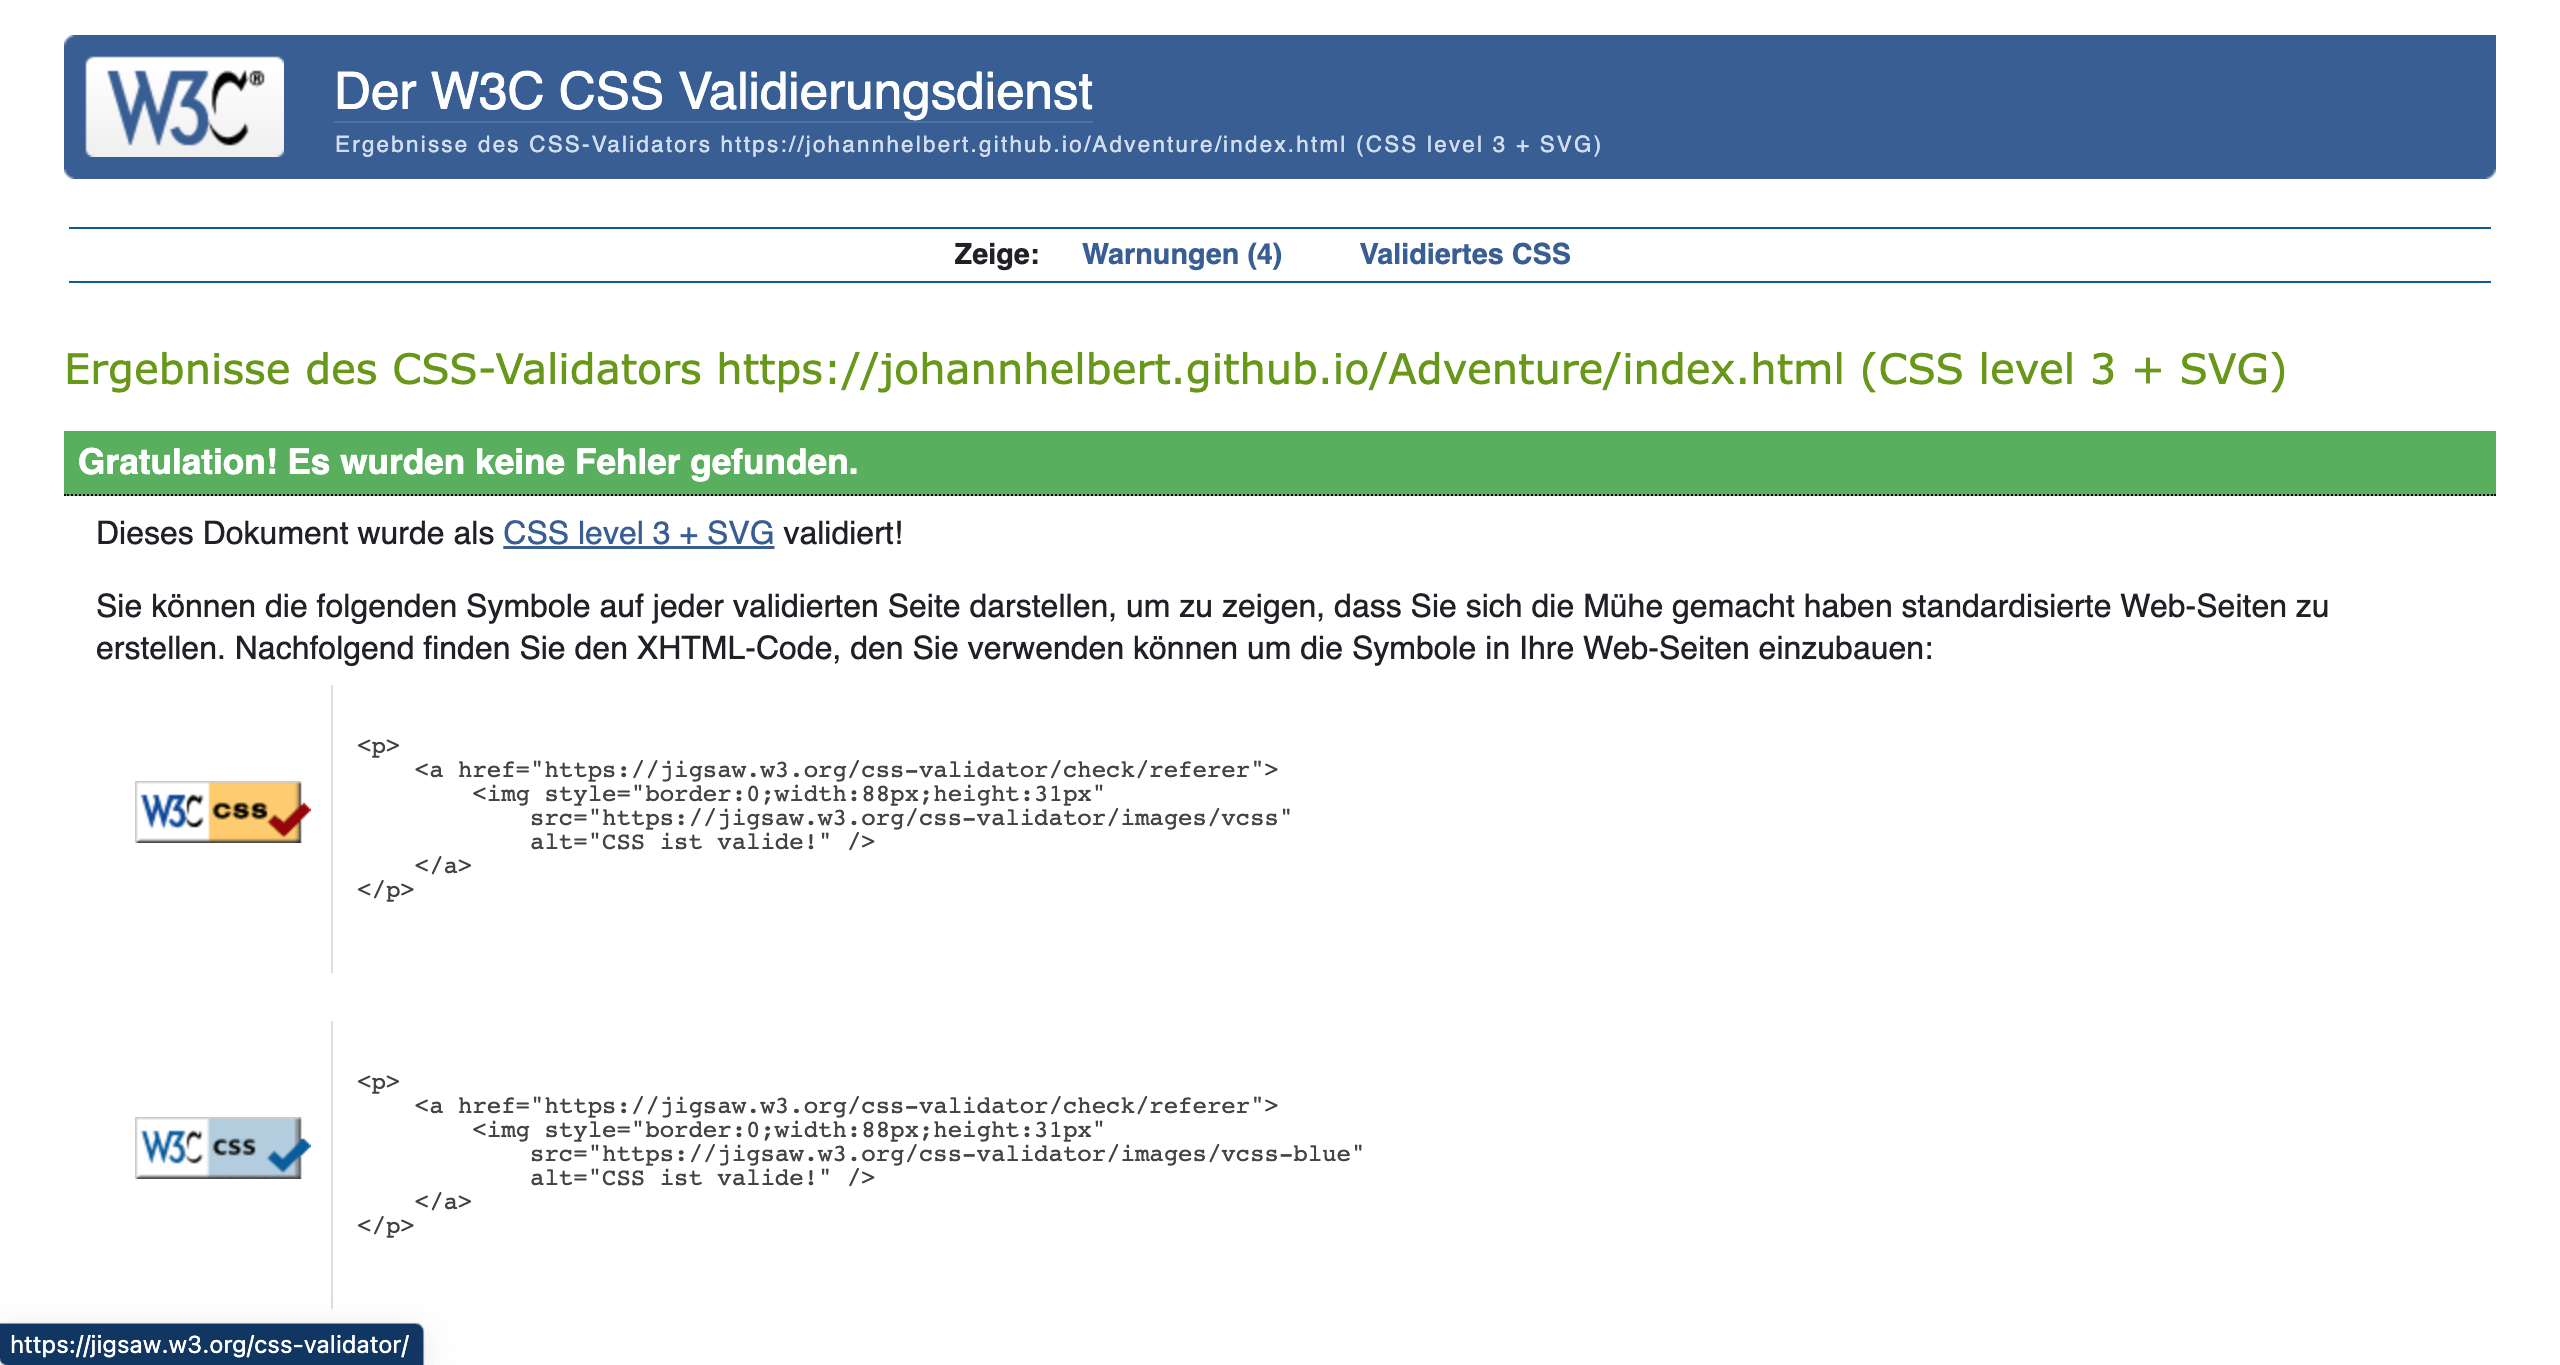 W3C®
Der W3C CSS Validierungsdienst
Ergebnisse des CSS-Validators https://johannhelbert.github.io/Adventure/index.html (CSS level 3 + SVG)
Zeige: Warnungen (4) Validiertes CSS
Ergebnisse des CSS-Validators https://johannhelbert.github.io/Adventure/index.html (CSS level 3 + SVG)
Gratulation! Es wurden keine Fehler gefunden.
Dieses Dokument wurde als CSS level 3 + SVG validiert!
Sie können die folgenden Symbole auf jeder validierten Seite darstellen, um zu zeigen, dass Sie sich die Mühe gemacht haben standardisierte Web-Seiten zu
erstellen. Nachfolgend finden Sie den XHTML-Code, den Sie verwenden können um die Symbole in Ihre Web-Seiten einzubauen:
W3C css
<p>
<a href="https://jigsaw.w3.org/css-validator/check/referer">
<img style="border:0;width:88px;height:31px"
src="https://jigsaw.w3.org/css-validator/images/vcss"
alt="CSS ist valide!" />
</a>
</p>
W3C css
<p>
<a href="https://jigsaw.w3.org/css-validator/check/referer">
<img style="border:0;width:88px;height:31px"
src="https://jigsaw.w3.org/css-validator/images/vcss-blue"
alt="CSS ist valide!" />
</a>
</p>
https://jigsaw.w3.org/css-validator/